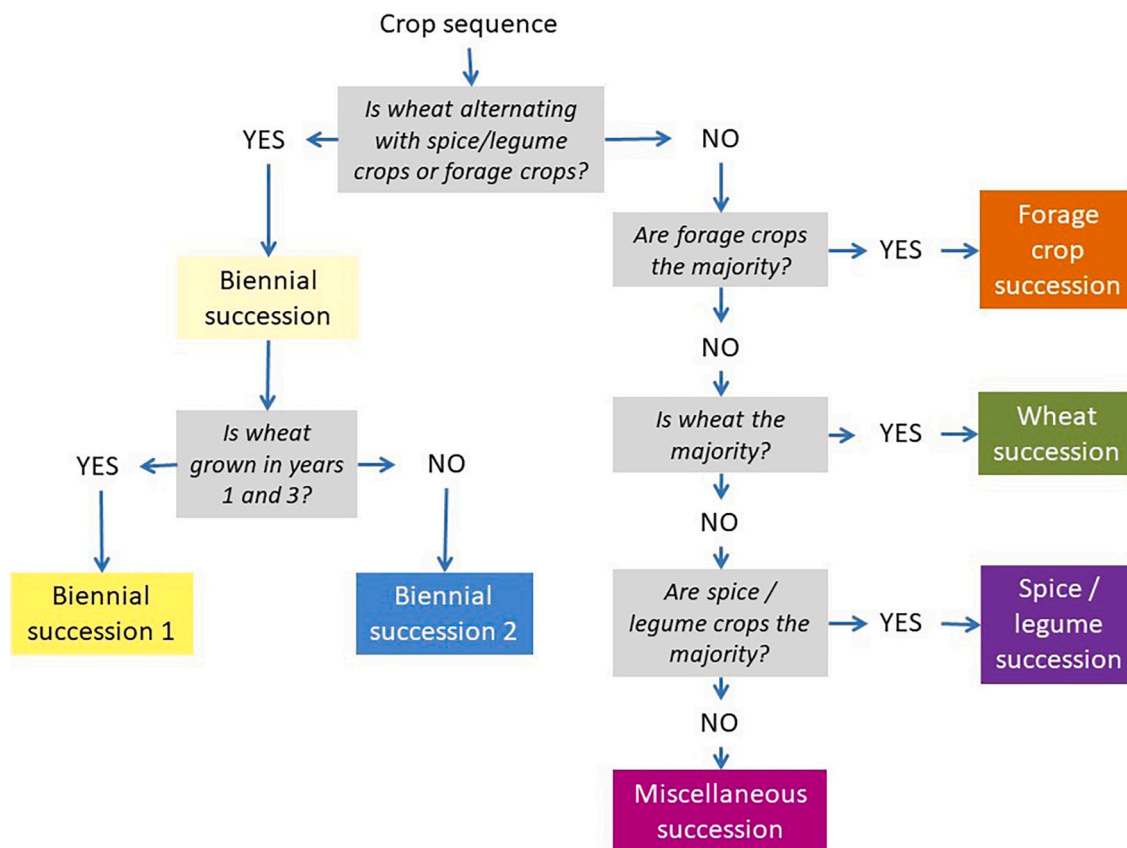 Crop sequence
Is wheat alternating
with spice/legume
crops or forage crops?
YES
NO
Biennial
succession
Is wheat
grown in years
1 and 3?
YES
NO
Biennial
succession 1
Biennial
succession 2
Are forage crops
the majority?
YES
Forage
crop
succession
NO
Is wheat the
majority?
YES
Wheat
succession
NO
Are spice /
legume crops the
majority?
YES
Spice /
legume
succession
NO
Miscellaneous
succession